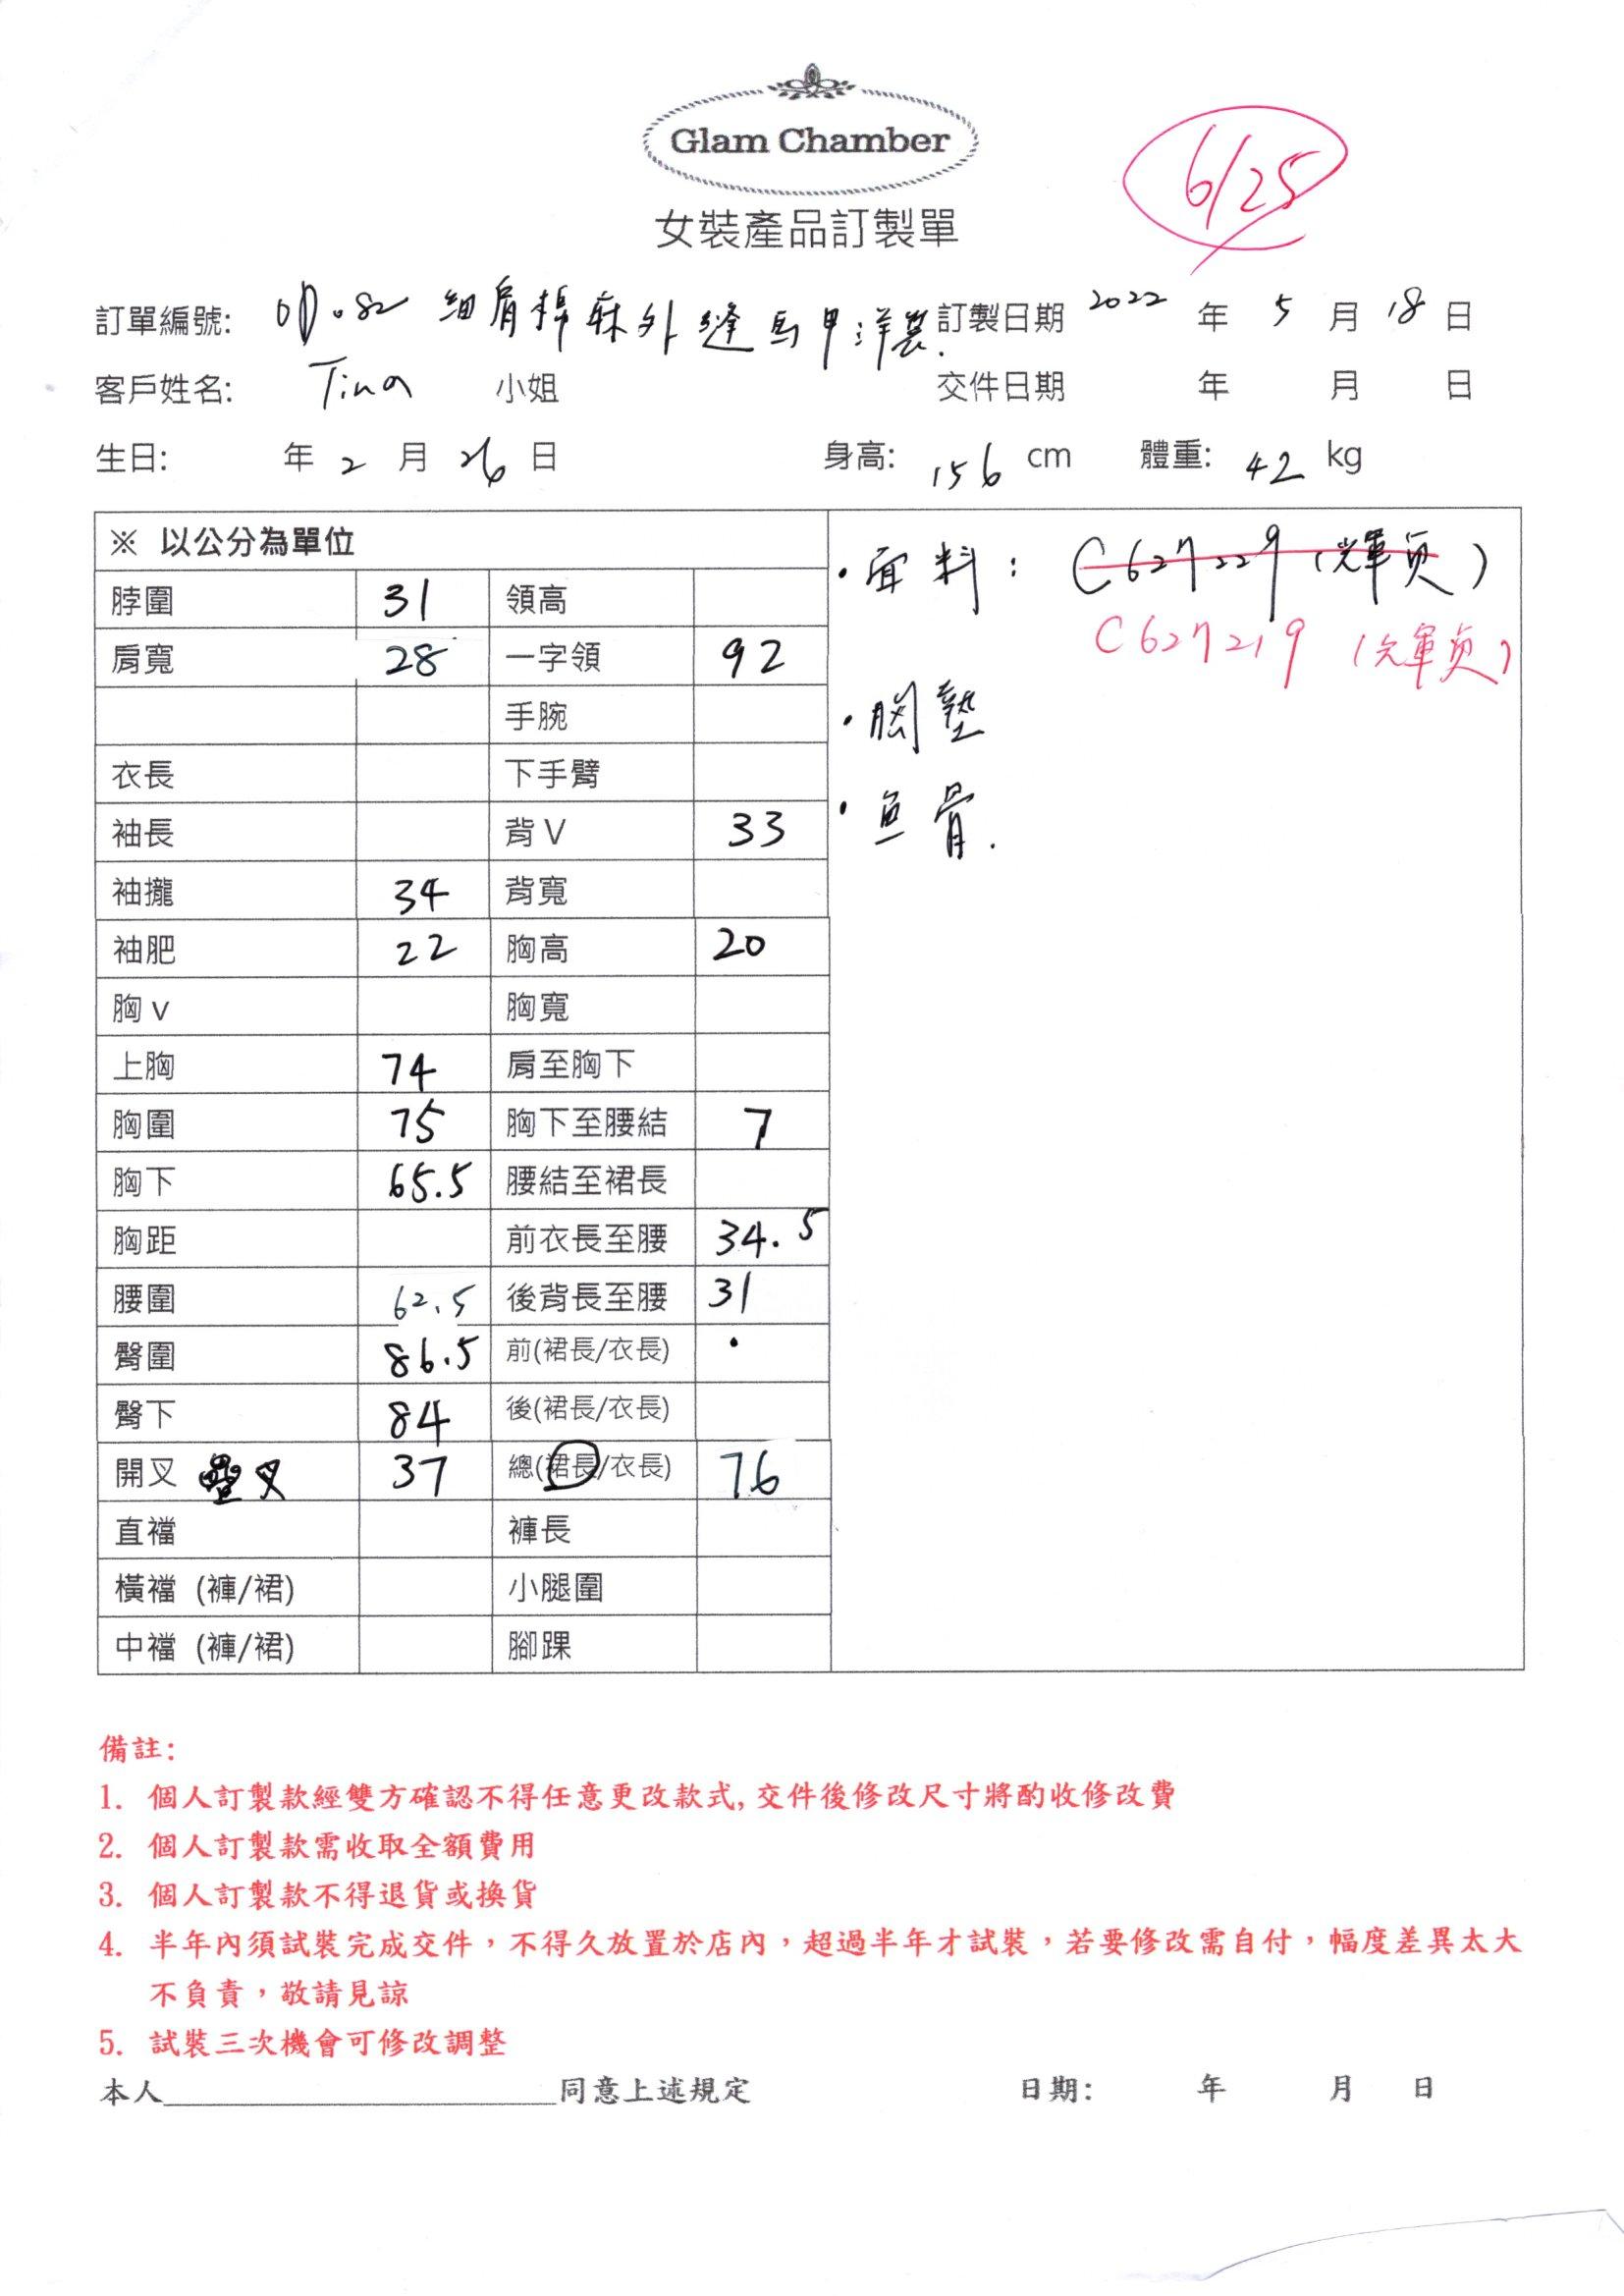 Glam Chamber
6/25
女裝產品訂製單
訂單編號: 細肩棉麻外縫馬甲洋裝. 訂製日期 2022 年 5 月 18 日
客戶姓名: Tina 小姐 交件日期 年 月 日
生日: 年 2 月 26 日 身高: 156 cm 體重: 42 kg
※ 以公分為單位
脖圍 31 領高
肩寬 28 一字領 92
手腕
衣長 下手臂
袖長 背V 33
袖攏 34 背寬
袖肥 22 胸高 20
胸v 胸寬
上胸 74 肩至胸下
胸圍 75 胸下至腰結 7
胸下 65.5 腰結至裙長
胸距 前衣長至腰 34.5
腰圍 62.5 後背長至腰 31
臀圍 86.5 前(裙長/衣長)
臀下 84 後(裙長/衣長)
開叉 疊叉 37 總(裙長/衣長) 76
直襠 褲長
橫襠 (褲/裙) 小腿圍
中襠 (褲/裙) 腳踝
·面料: C627229 (光軍頁)
C627219 (光軍頁)
·胸墊
·魚骨.
備註:
1. 個人訂製款經雙方確認不得任意更改款式,交件後修改尺寸將酌收修改費
2. 個人訂製款需收取全額費用
3. 個人訂製款不得退貨或換貨
4. 半年內須試裝完成交件，不得久放置於店內，超過半年才試裝，若要修改需自付，幅度差異太大
不負責，敬請見諒
5. 試裝三次機會可修改調整
本人________同意上述規定 日期: 年 月 日